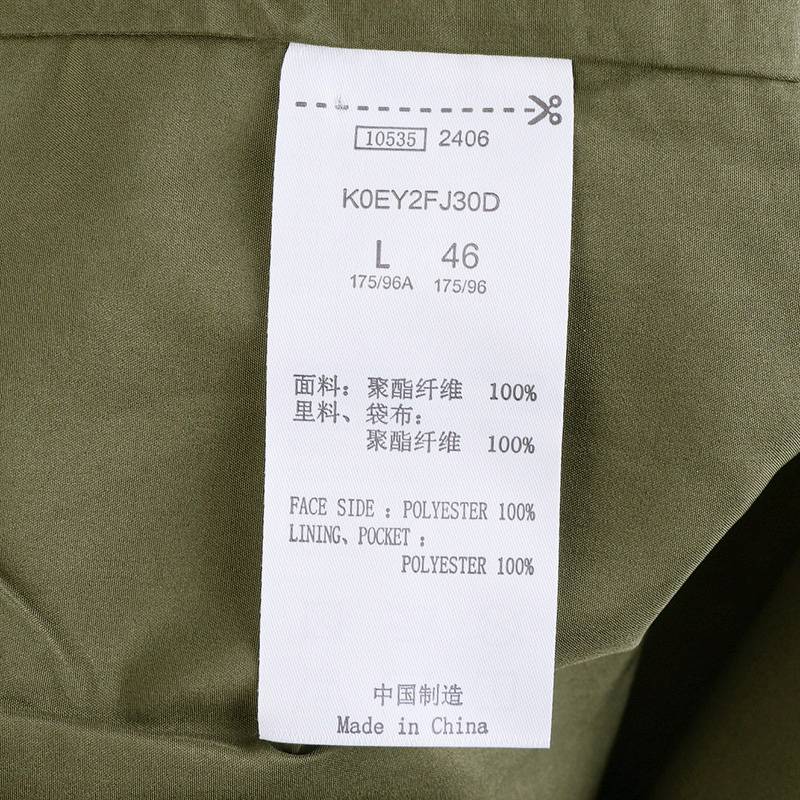 10535 2406
K0EY2FJ30D
L 46
175/96A 175/96
面料：聚酯纤维 100%
里料、袋布：
聚酯纤维 100%
FACE SIDE : POLYESTER 100%
LINING、POCKET :
POLYESTER 100%
中国制造
Made in China